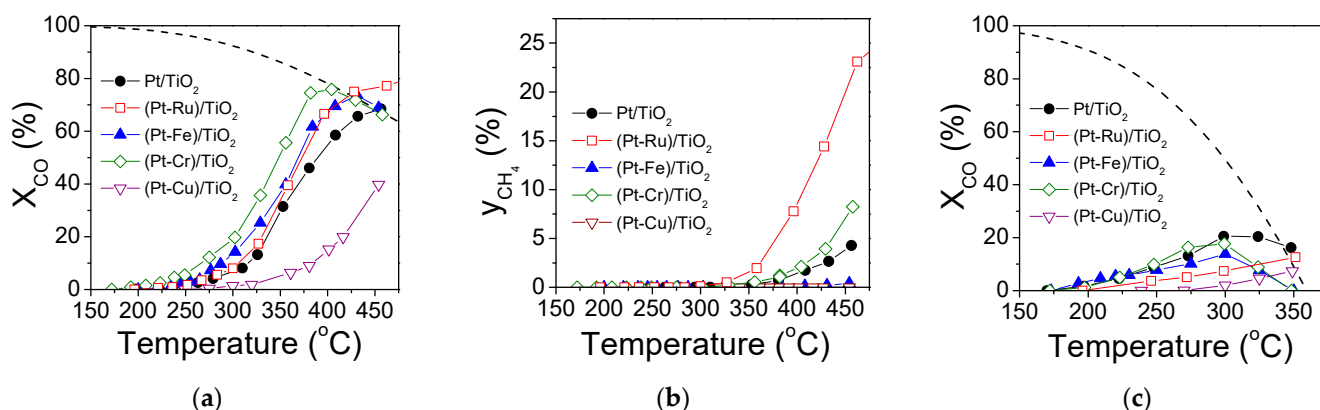 100
80
60
40
20
0
X_CO (%)
Pt/TiO₂
(Pt-Ru)/TiO₂
(Pt-Fe)/TiO₂
(Pt-Cr)/TiO₂
(Pt-Cu)/TiO₂
150 200 250 300 350 400 450
Temperature (°C)
(a)
25
20
15
10
5
0
y_CH₄ (%)
Pt/TiO₂
(Pt-Ru)/TiO₂
(Pt-Fe)/TiO₂
(Pt-Cr)/TiO₂
(Pt-Cu)/TiO₂
150 200 250 300 350 400 450
Temperature (°C)
(b)
100
80
60
40
20
0
X_CO (%)
Pt/TiO₂
(Pt-Ru)/TiO₂
(Pt-Fe)/TiO₂
(Pt-Cr)/TiO₂
(Pt-Cu)/TiO₂
150 200 250 300 350
Temperature (°C)
(c)